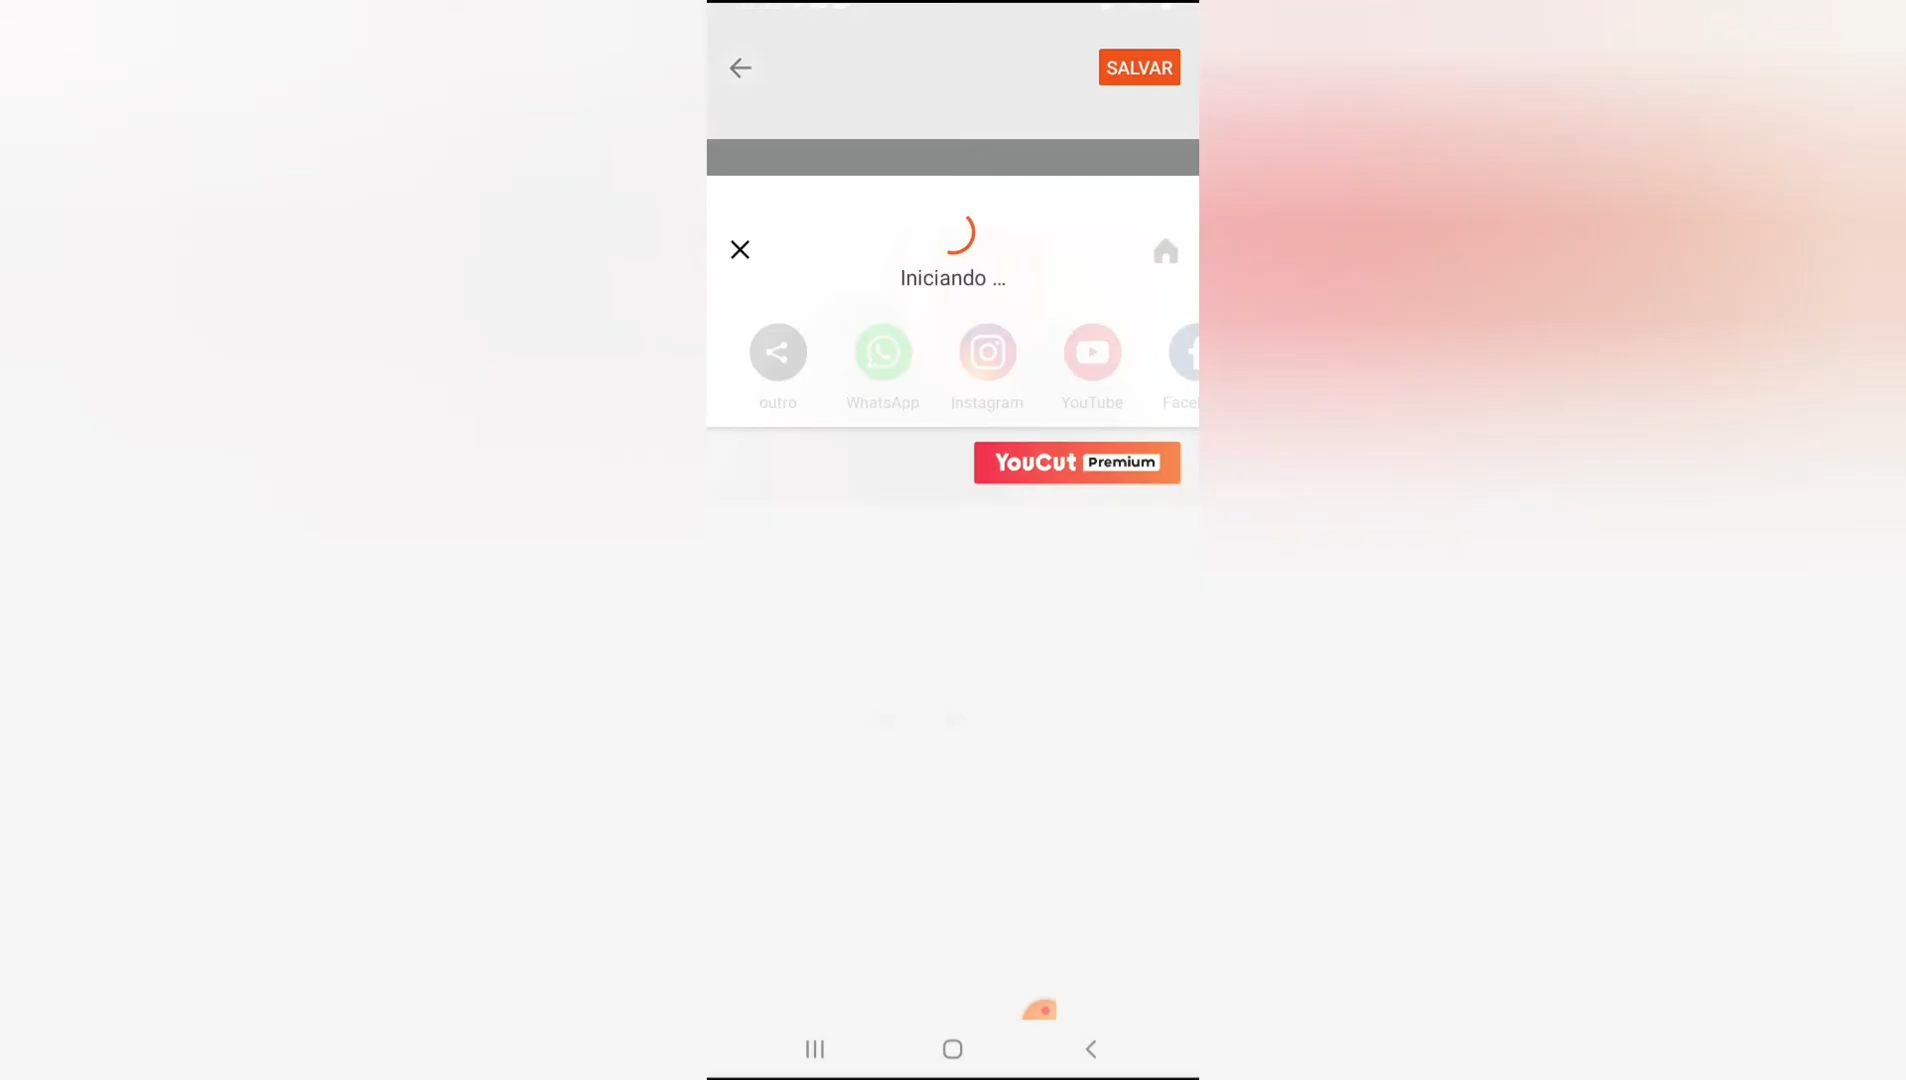 SALVAR
Iniciando ...
outro WhatsApp Instagram YouTube
YouCut Premium